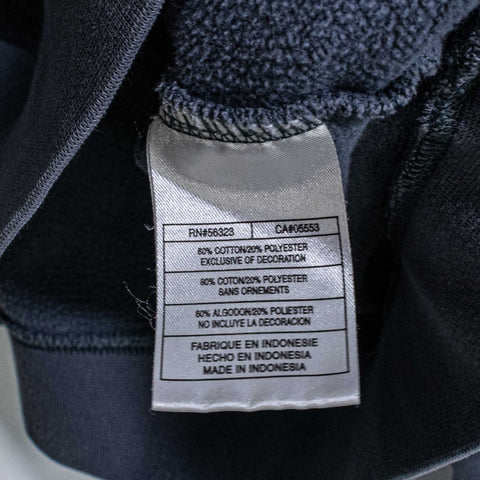 RN#56323 CA#05553
80% COTTON/20% POLYESTER
EXCLUSIVE OF DECORATION
80% COTON/20% POLYESTER
SANS ORNEMENTS
80% ALGODON/20% POLIESTER
NO INCLUYE LA DECORACION
FABRIQUE EN INDONESIE
HECHO EN INDONESIA
MADE IN INDONESIA